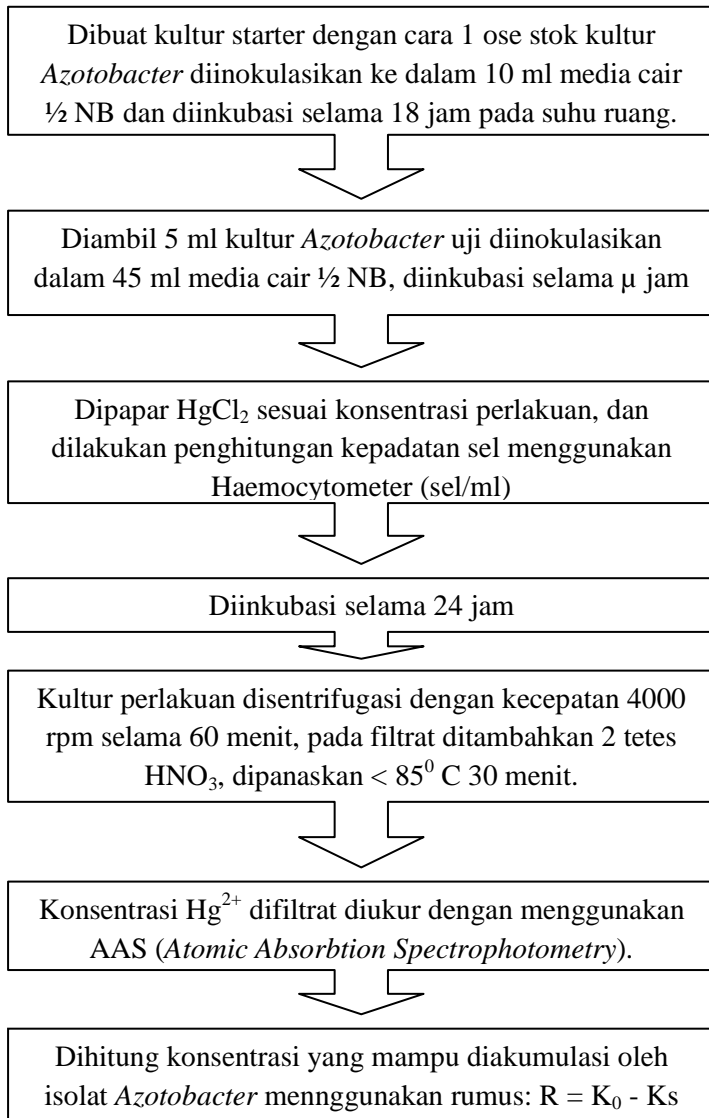 Dibuat kultur starter dengan cara 1 ose stok kultur
Azotobacter diinokulasikan ke dalam 10 ml media cair
½ NB dan diinkubasi selama 18 jam pada suhu ruang.
Diambil 5 ml kultur Azotobacter uji diinokulasikan
dalam 45 ml media cair ½ NB, diinkubasi selama µ jam
Dipapar HgCl₂ sesuai konsentrasi perlakuan, dan
dilakukan penghitungan kepadatan sel menggunakan
Haemocytometer (sel/ml)
Diinkubasi selama 24 jam
Kultur perlakuan disentrifugasi dengan kecepatan 4000
rpm selama 60 menit, pada filtrat ditambahkan 2 tetes
HNO₃, dipanaskan < 85⁰ C 30 menit.
Konsentrasi Hg²⁺ difiltrat diukur dengan menggunakan
AAS (Atomic Absorbtion Spectrophotometry).
Dihitung konsentrasi yang mampu diakumulasi oleh
isolat Azotobacter mennggunakan rumus: R = K₀ - Ks